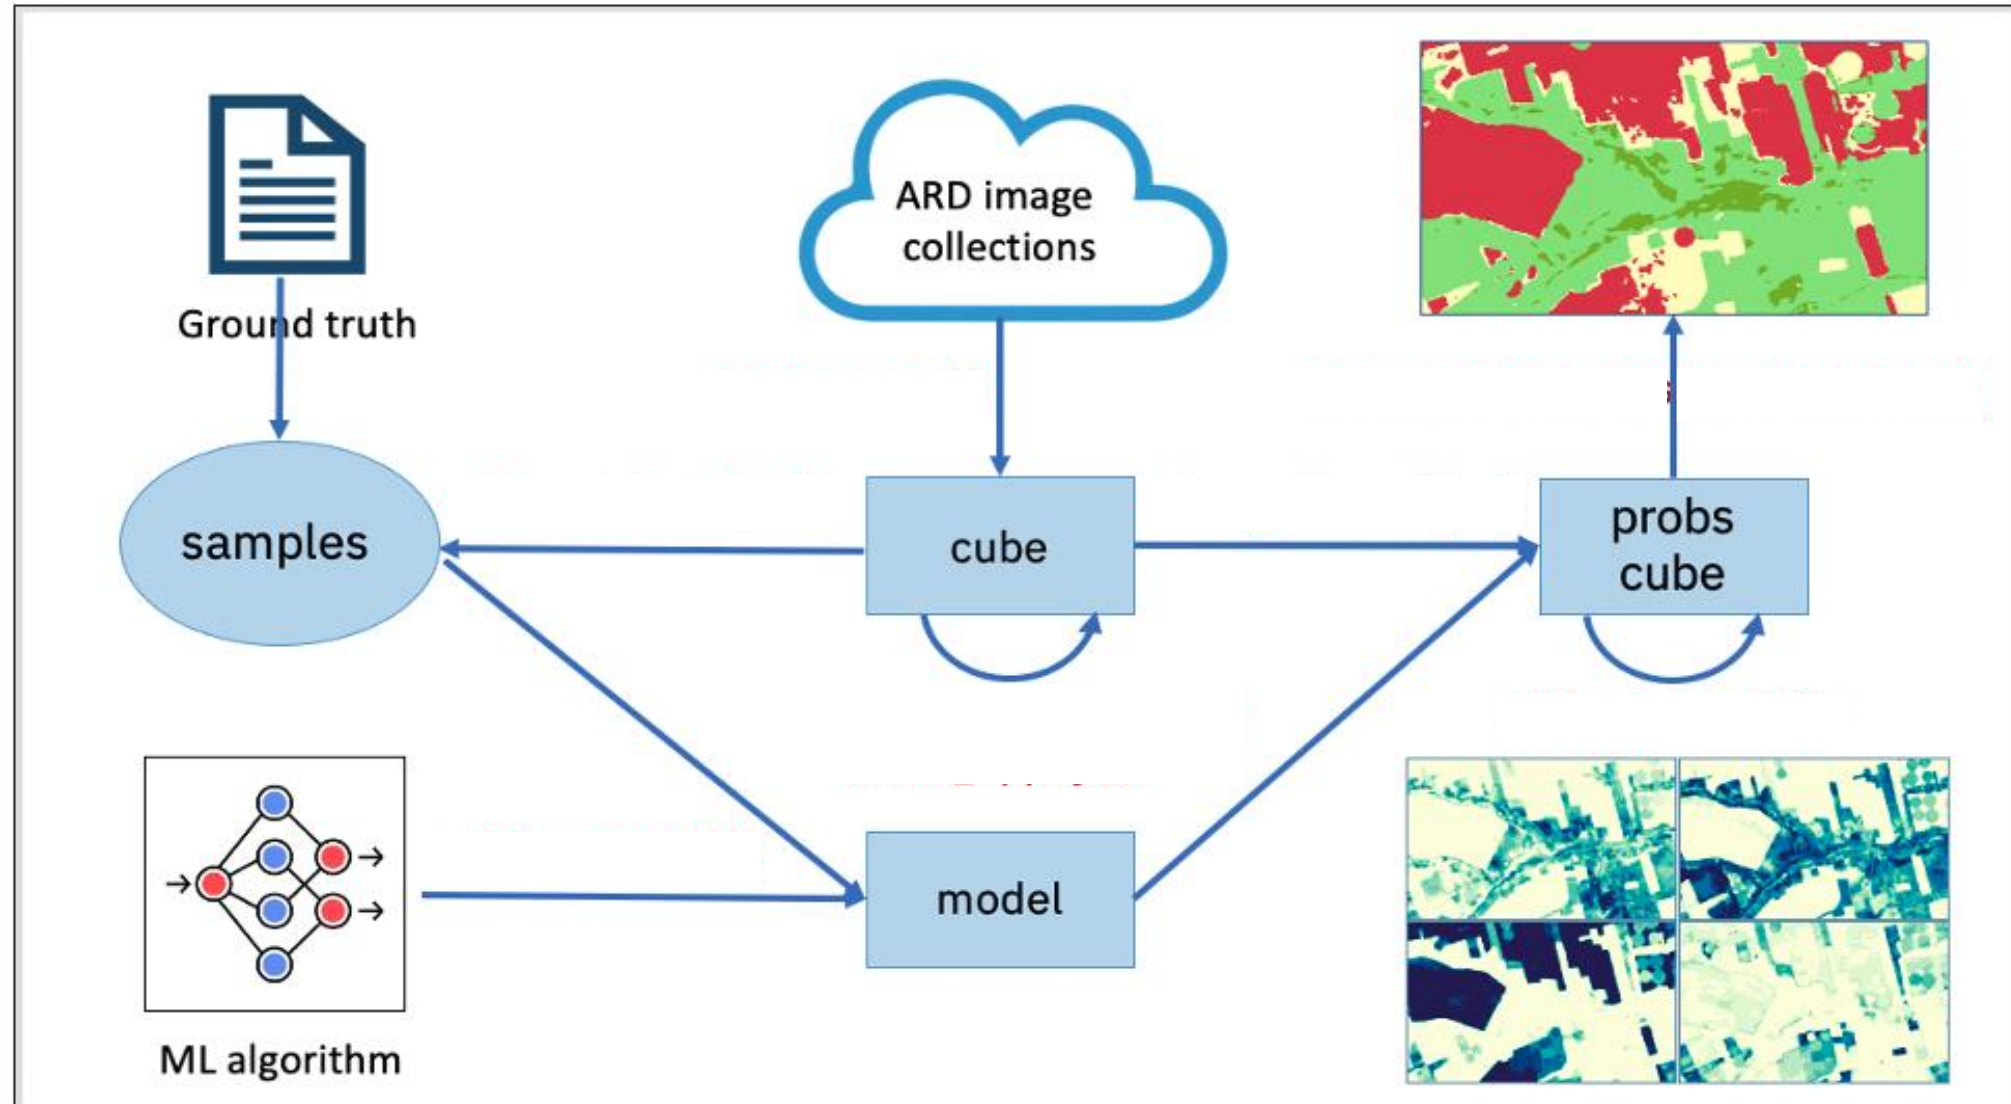 ARD image
collections
Ground truth
samples
cube
probs
cube
model
ML algorithm